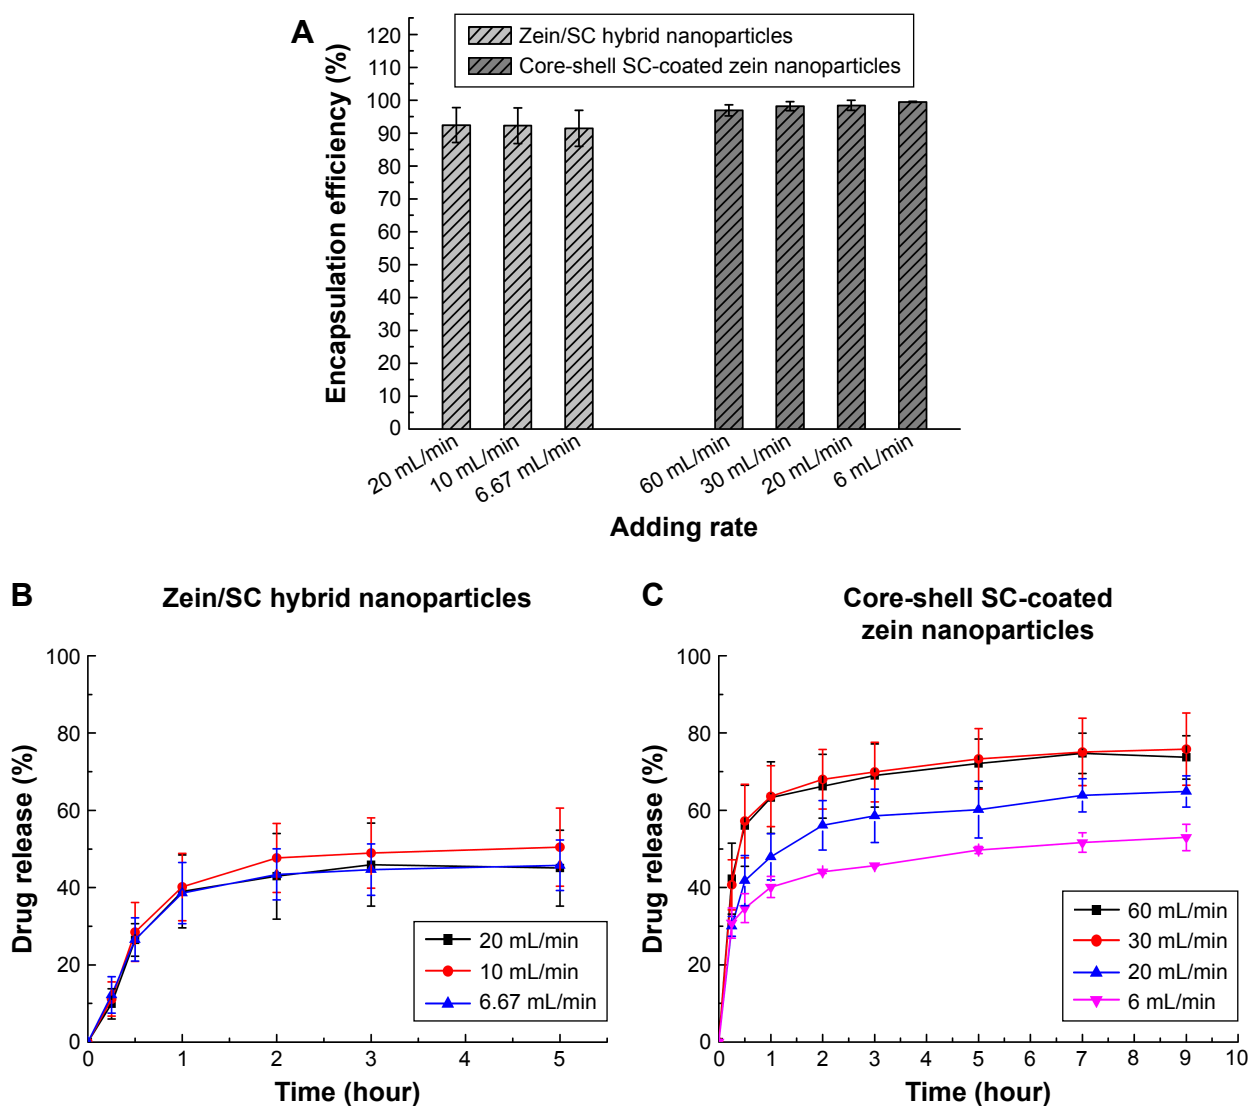 A
Zein/SC hybrid nanoparticles
Core-shell SC-coated zein nanoparticles
Encapsulation efficiency (%)
120
110
100
90
80
70
60
50
40
30
20
10
0
20 mL/min
10 mL/min
6.67 mL/min
60 mL/min
30 mL/min
20 mL/min
6 mL/min
Adding rate
B
Zein/SC hybrid nanoparticles
Drug release (%)
100
80
60
40
20
0
20 mL/min
10 mL/min
6.67 mL/min
0
1
2
3
4
5
Time (hour)
C
Core-shell SC-coated
zein nanoparticles
Drug release (%)
100
80
60
40
20
0
60 mL/min
30 mL/min
20 mL/min
6 mL/min
0
1
2
3
4
5
6
7
8
9
10
Time (hour)